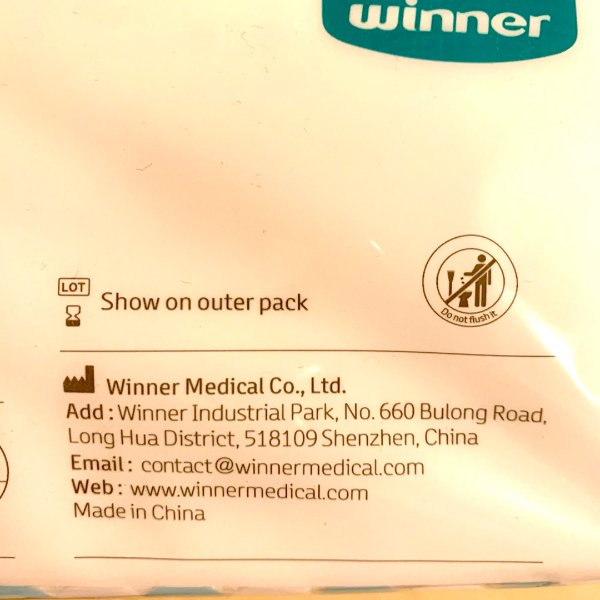 winner
LOT
Show on outer pack
Do not flush it
Winner Medical Co., Ltd.
Add : Winner Industrial Park, No. 660 Bulong Road,
Long Hua District, 518109 Shenzhen, China
Email : contact@winnermedical.com
Web : www.winnermedical.com
Made in China